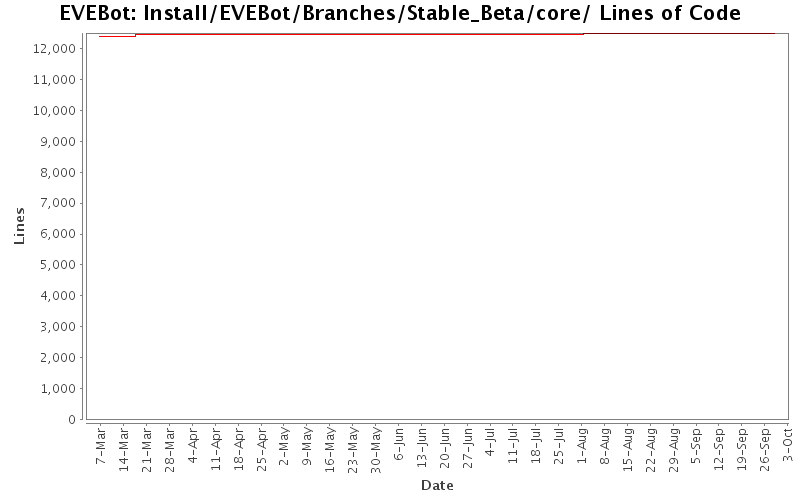 EVEBot: Install/EVEBot/Branches/Stable_Beta/core/ Lines of Code
12,000
11,000
10,000
9,000
8,000
7,000
6,000
5,000
4,000
3,000
2,000
1,000
0
Lines
7-Mar
14-Mar
21-Mar
28-Mar
4-Apr
11-Apr
18-Apr
25-Apr
2-May
9-May
16-May
23-May
30-May
6-Jun
13-Jun
20-Jun
27-Jun
4-Jul
11-Jul
18-Jul
25-Jul
1-Aug
8-Aug
15-Aug
22-Aug
29-Aug
5-Sep
12-Sep
19-Sep
26-Sep
3-Oct
Date